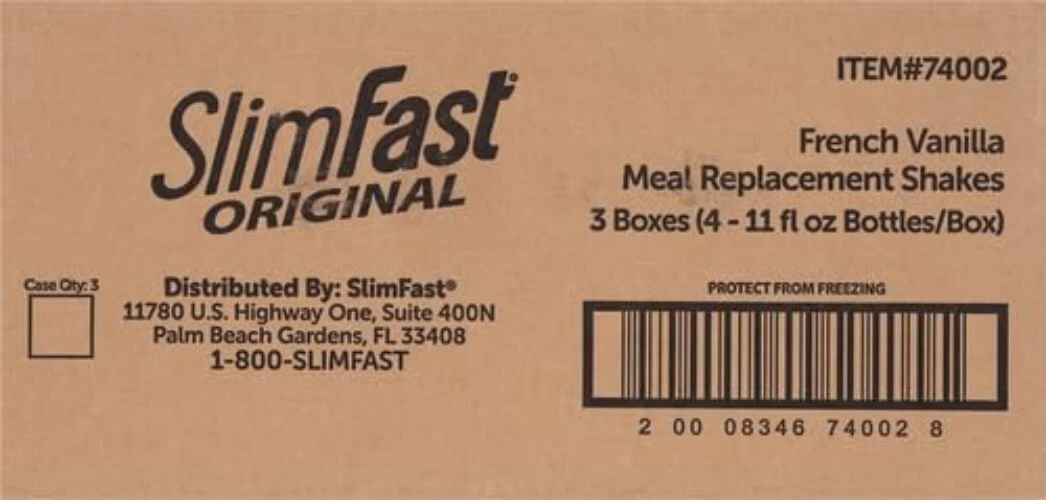 SlimFast®
ORIGINAL
ITEM#74002
French Vanilla
Meal Replacement Shakes
3 Boxes (4 - 11 fl oz Bottles/Box)
Case Qty: 3
Distributed By: SlimFast®
11780 U.S. Highway One, Suite 400N
Palm Beach Gardens, FL 33408
1-800-SLIMFAST
PROTECT FROM FREEZING
2 00 08346 74002 8